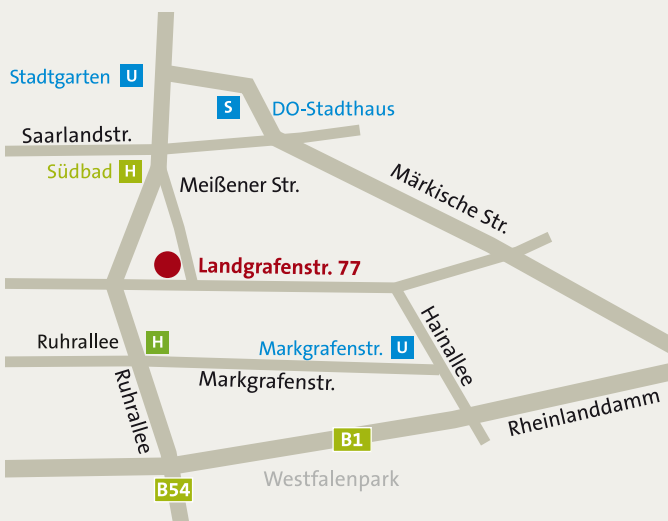 Stadtgarten U
S DO-Stadthaus
Saarlandstr.
Südbad H
Meißener Str.
Märkische Str.
Landgrafenstr. 77
Ruhrallee H
Hainallee
Markgrafenstr. U
Markgrafenstr.
Ruhrallee
Rheinlanddamm
B1
Westfalenpark
B54